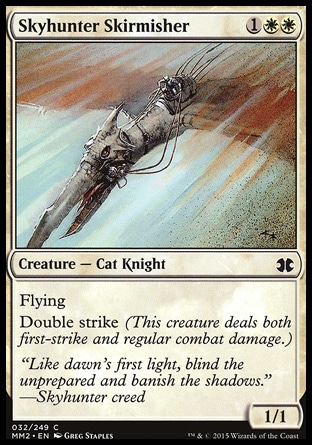 Skyhunter Skirmisher 1
Creature — Cat Knight
Flying
Double strike (This creature deals both
first-strike and regular combat damage.)
“Like dawn’s first light, blind the
unprepared and banish the shadows.”
—Skyhunter creed
1/1
032/249 C
MM2 • EN Greg Staples
™ & © 2015 Wizards of the Coast